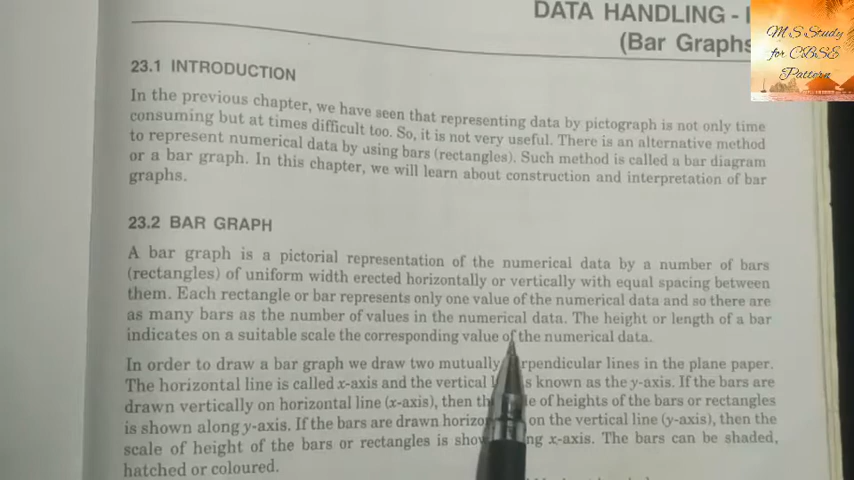 DATA HANDLING -
(Bar Graphs
M S Study
for CBSE
Pattern
23.1 INTRODUCTION
In the previous chapter, we have seen that representing data by pictograph is not only time
consuming but at times difficult too. So, it is not very useful. There is an alternative method
to represent numerical data by using bars (rectangles). Such method is called a bar diagram
or a bar graph. In this chapter, we will learn about construction and interpretation of bar
graphs.
23.2 BAR GRAPH
A bar graph is a pictorial representation of the numerical data by a number of bars
(rectangles) of uniform width erected horizontally or vertically with equal spacing between
them. Each rectangle or bar represents only one value of the numerical data and so there are
as many bars as the number of values in the numerical data. The height or length of a bar
indicates on a suitable scale the corresponding value of the numerical data.
In order to draw a bar graph we draw two mutually rpendicular lines in the plane paper.
The horizontal line is called x-axis and the vertical l s known as the y-axis. If the bars are
drawn vertically on horizontal line (x-axis), then th le of heights of the bars or rectangles
is shown along y-axis. If the bars are drawn horizo on the vertical line (y-axis), then the
scale of height of the bars or rectangles is show ng x-axis. The bars can be shaded,
hatched or coloured.